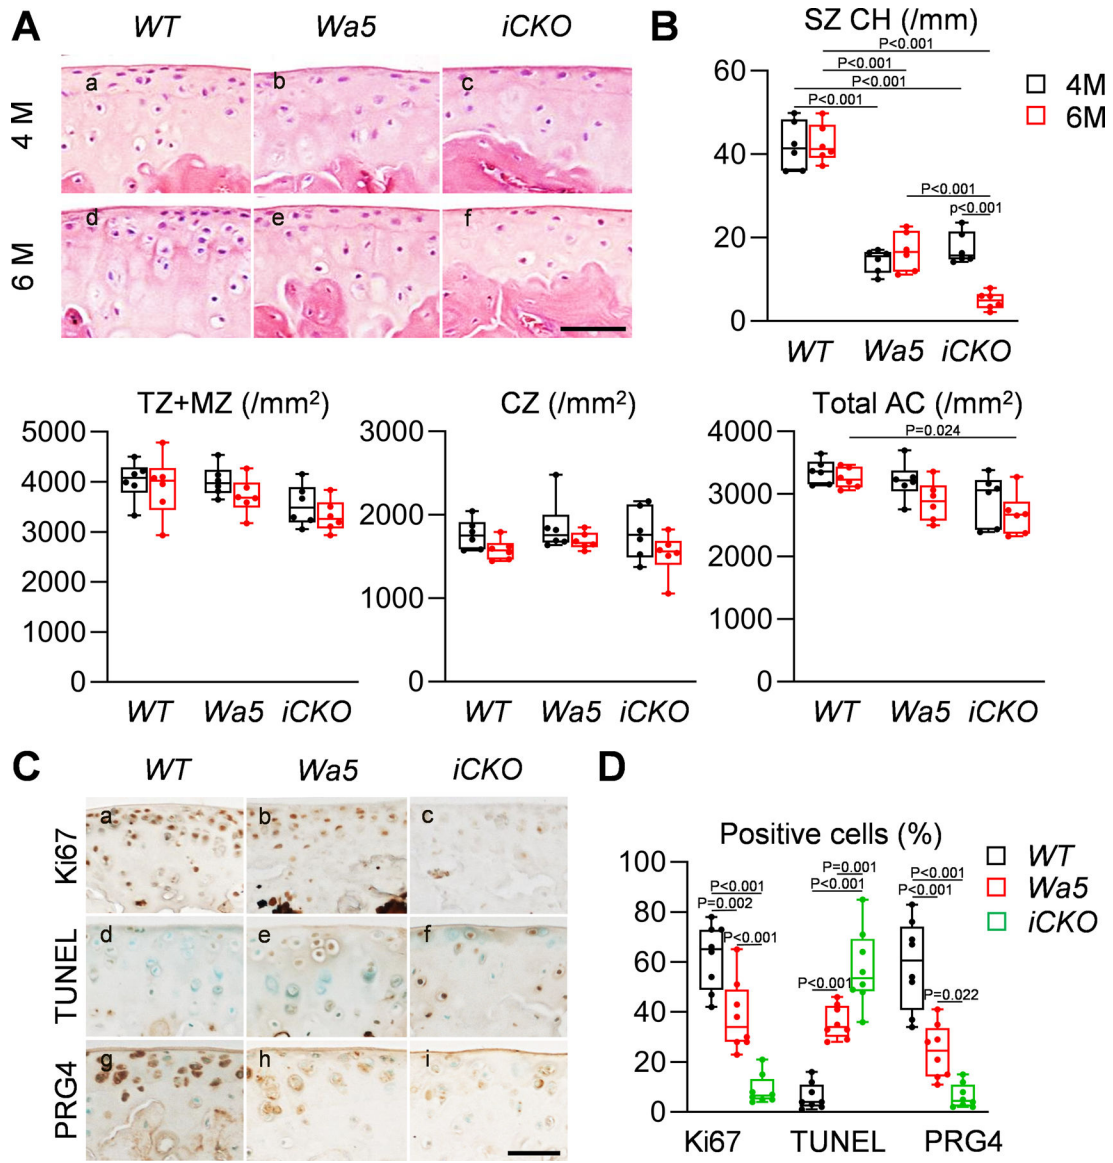 A
WT
Wa5
iCKO
4 M
a
b
c
6 M
d
e
f
B
SZ CH (/mm)
P<0.001
P<0.001
P<0.001
P<0.001
P<0.001
p<0.001
60
40
20
0
WT
Wa5
iCKO
4M
6M
TZ+MZ (/mm²)
5000
4000
3000
2000
1000
0
WT
Wa5
iCKO
CZ (/mm²)
3000
2000
1000
0
WT
Wa5
iCKO
Total AC (/mm²)
P=0.024
4000
3000
2000
1000
0
WT
Wa5
iCKO
C
WT
Wa5
iCKO
Ki67
a
b
c
TUNEL
d
e
f
PRG4
g
h
i
D
Positive cells (%)
100
80
60
40
20
0
P<0.001
P=0.002
P<0.001
P=0.001
P<0.001
P<0.001
P<0.001
P<0.001
P=0.022
Ki67
TUNEL
PRG4
WT
Wa5
iCKO